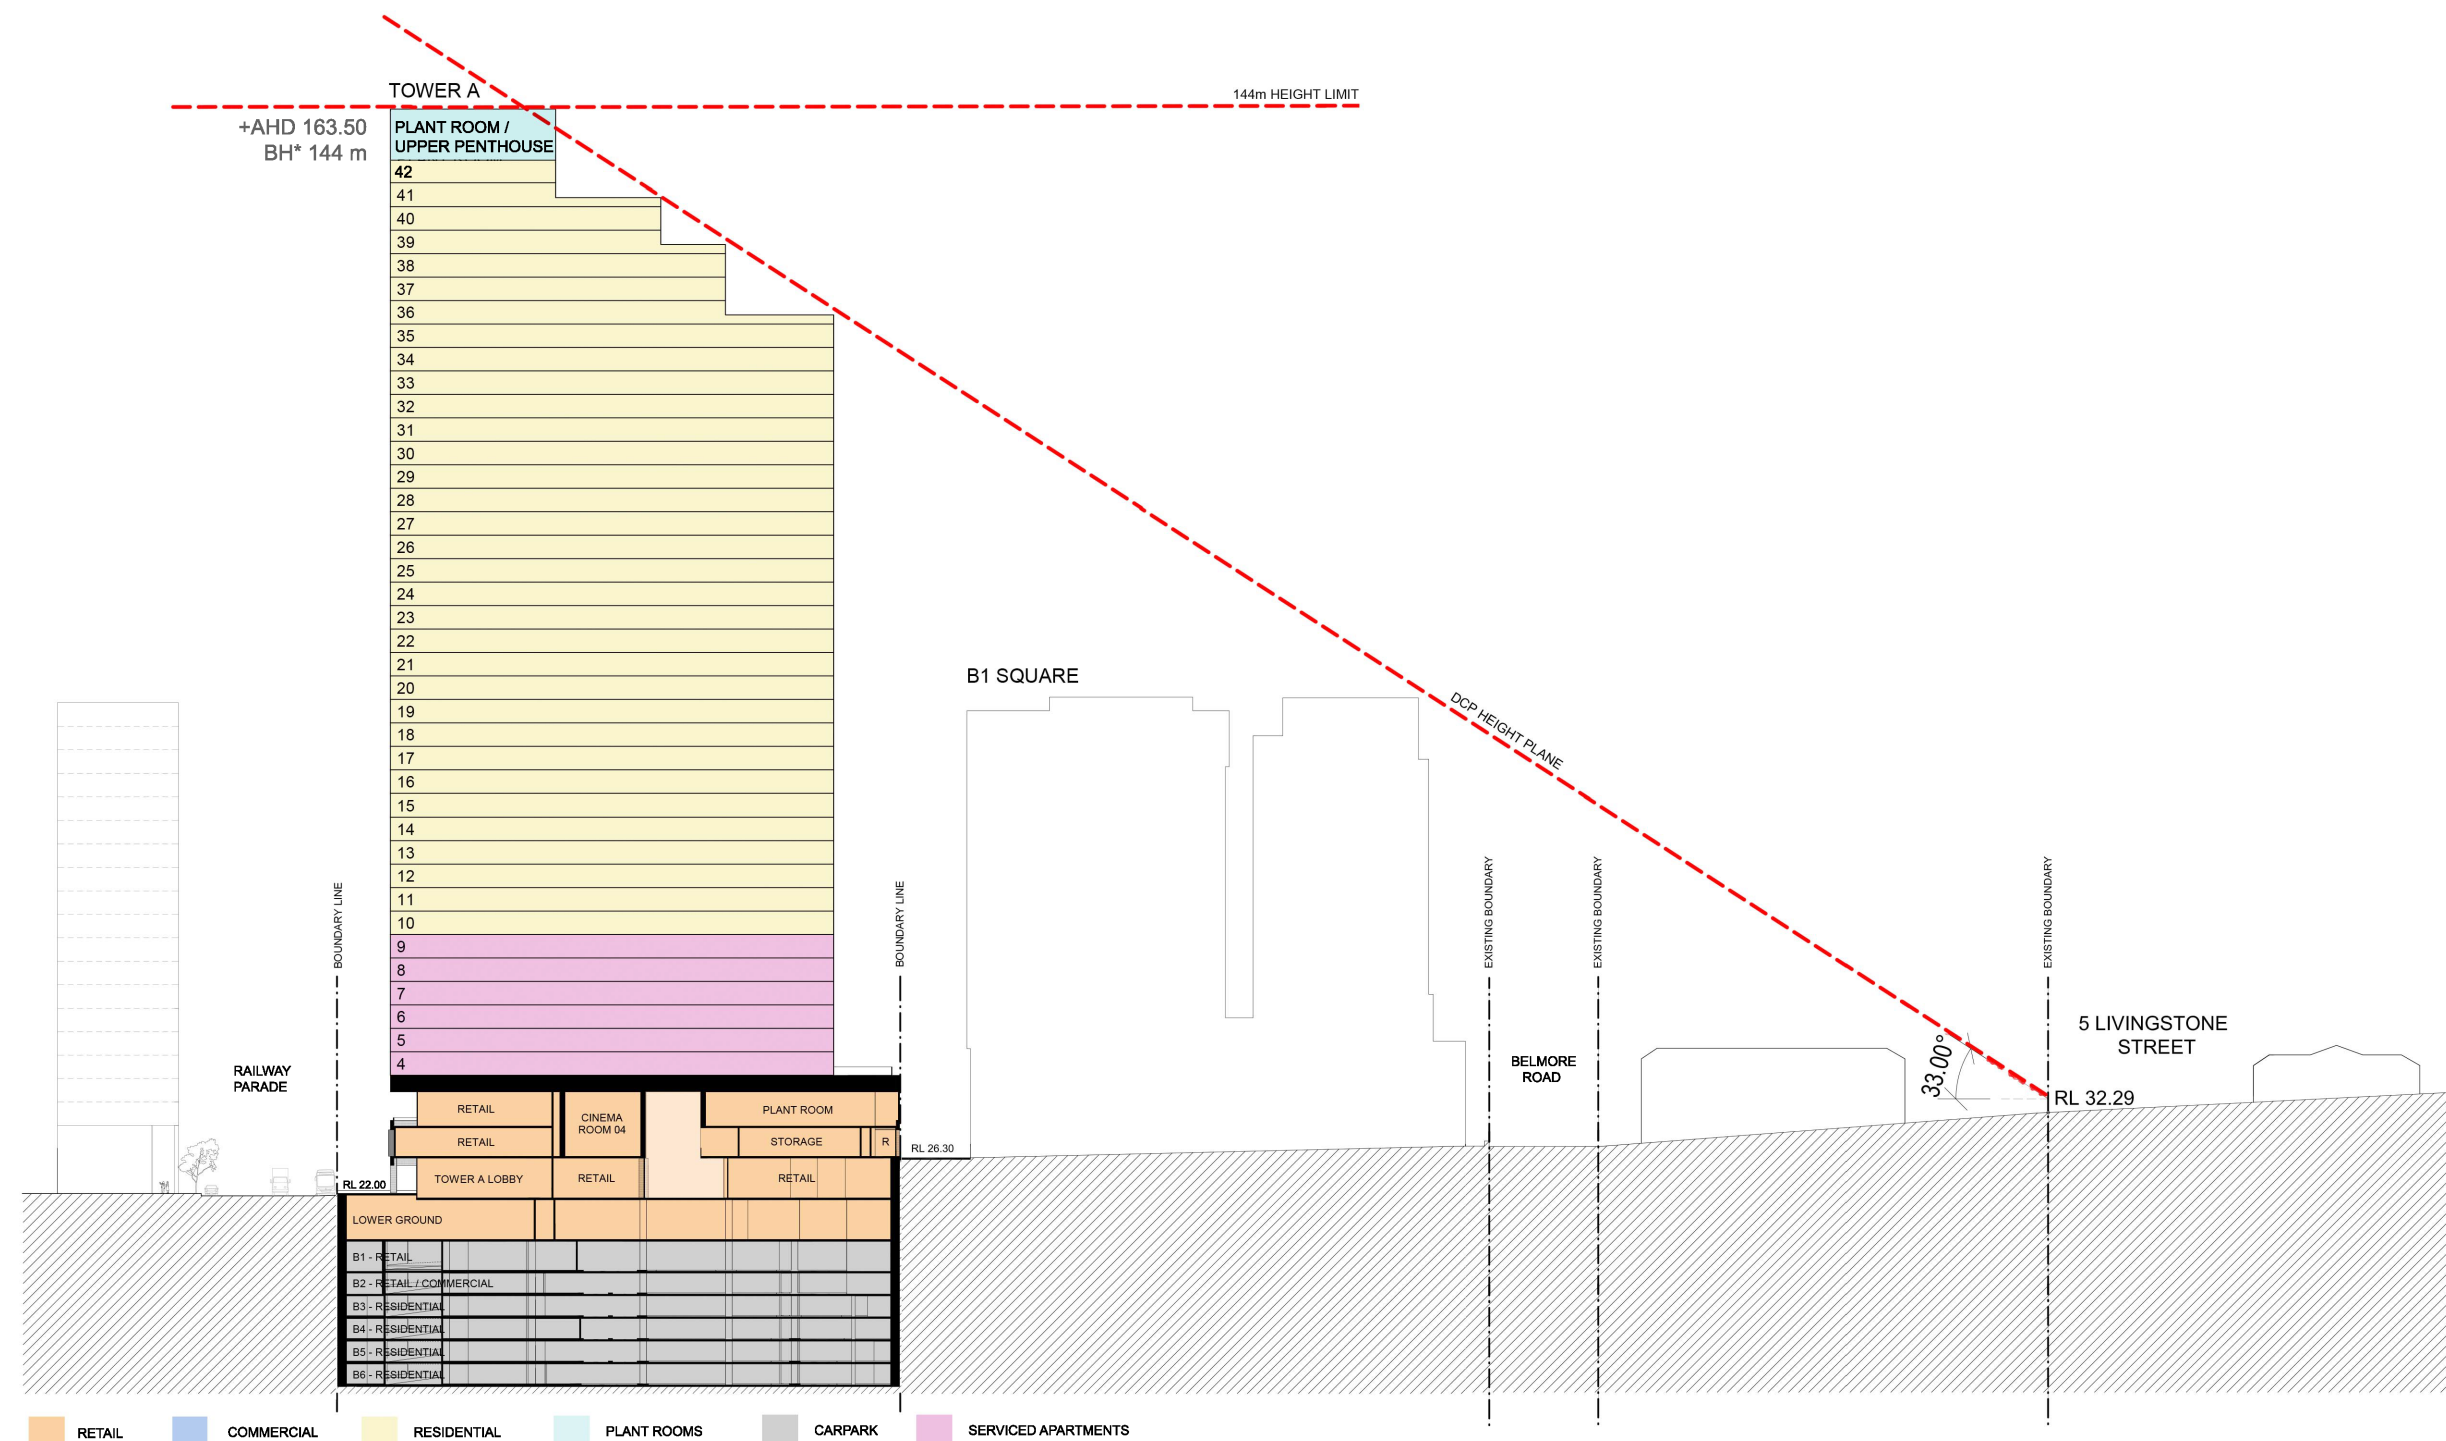 TOWER A
144m HEIGHT LIMIT
+AHD 163.50
BH* 144 m
PLANT ROOM /
UPPER PENTHOUSE
42
41
40
39
38
37
36
35
34
33
32
31
30
29
28
27
26
25
24
23
22
21
20
19
18
17
16
15
14
13
12
11
10
9
8
7
6
5
4
B1 SQUARE
DCP HEIGHT PLANE
BOUNDARY LINE
BOUNDARY LINE
EXISTING BOUNDARY
EXISTING BOUNDARY
EXISTING BOUNDARY
RAILWAY
PARADE
BELMORE
ROAD
33.00°
5 LIVINGSTONE
STREET
RL 32.29
RETAIL
CINEMA
ROOM 04
PLANT ROOM
RETAIL
STORAGE
R
RL 26.30
TOWER A LOBBY
RETAIL
RETAIL
RL 22.00
LOWER GROUND
B1 - RETAIL
B2 - RETAIL / COMMERCIAL
B3 - RESIDENTIAL
B4 - RESIDENTIAL
B5 - RESIDENTIAL
B6 - RESIDENTIAL
RETAIL
COMMERCIAL
RESIDENTIAL
PLANT ROOMS
CARPARK
SERVICED APARTMENTS